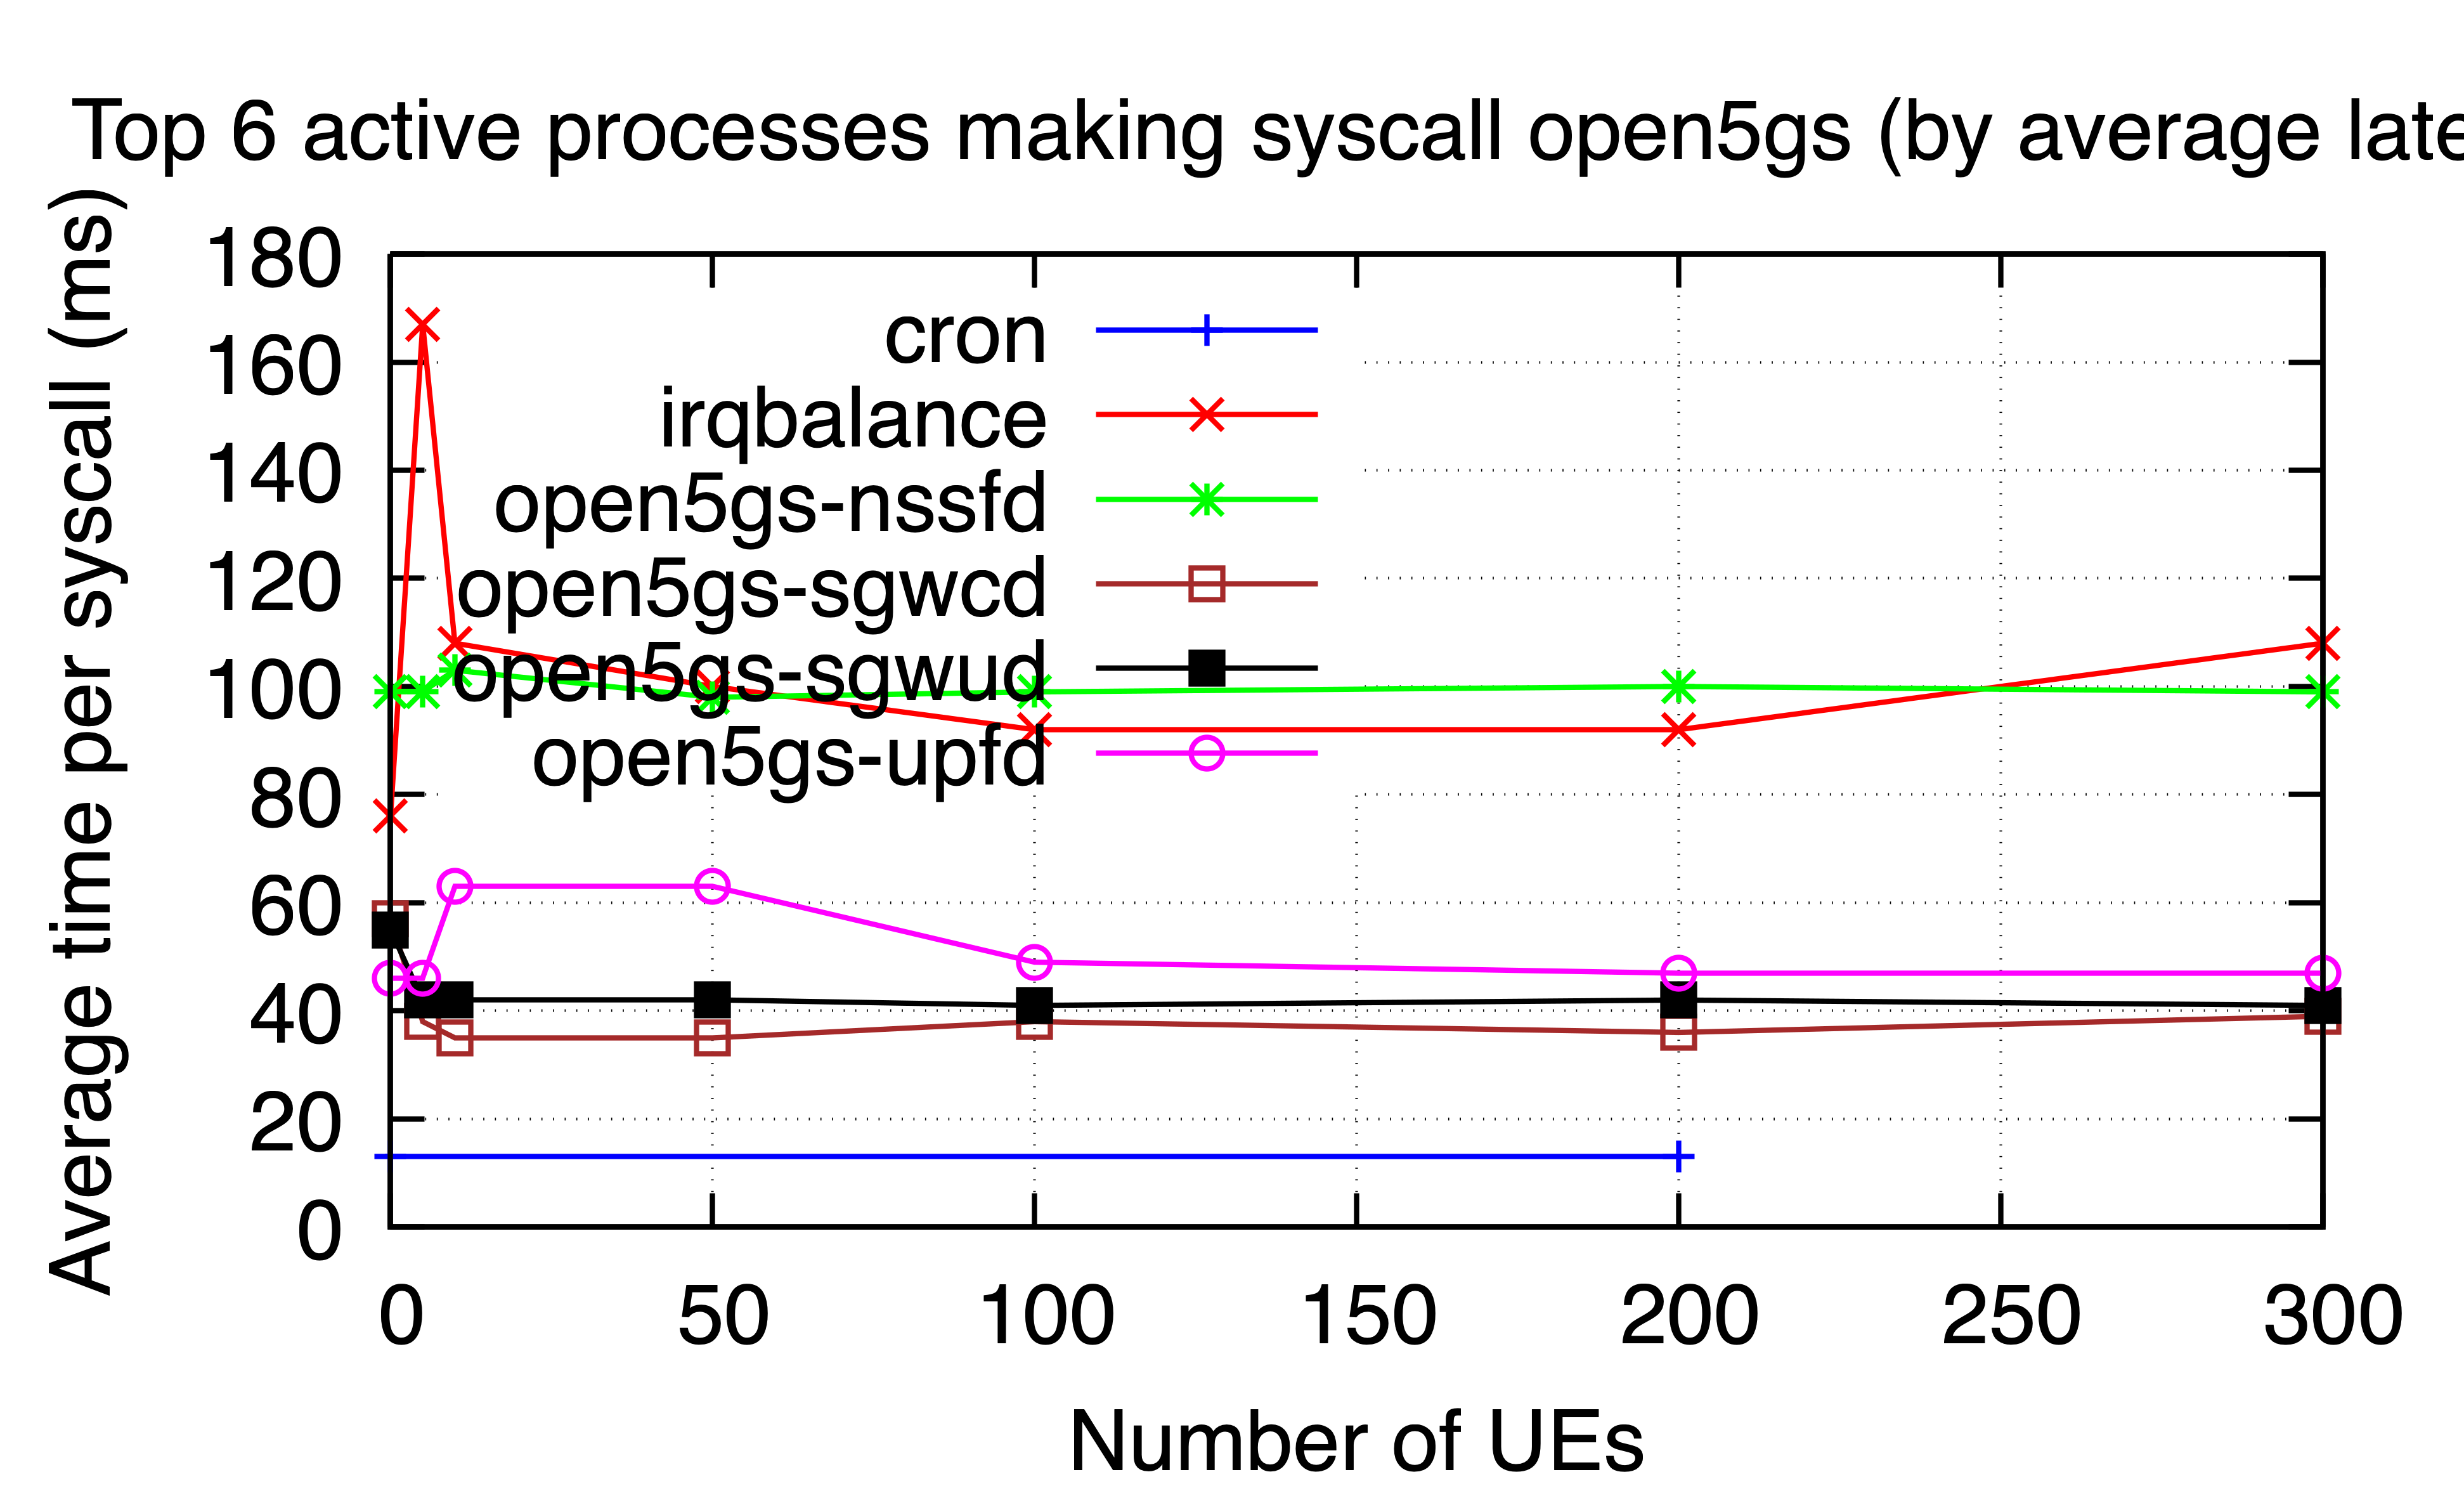 Top 6 active processes making syscall open5gs (by average late
Average time per syscall (ms)
180
160
140
120
100
80
60
40
20
0
cron
irqbalance
open5gs-nssfd
open5gs-sgwcd
open5gs-sgwud
open5gs-upfd
0 50 100 150 200 250 300
Number of UEs